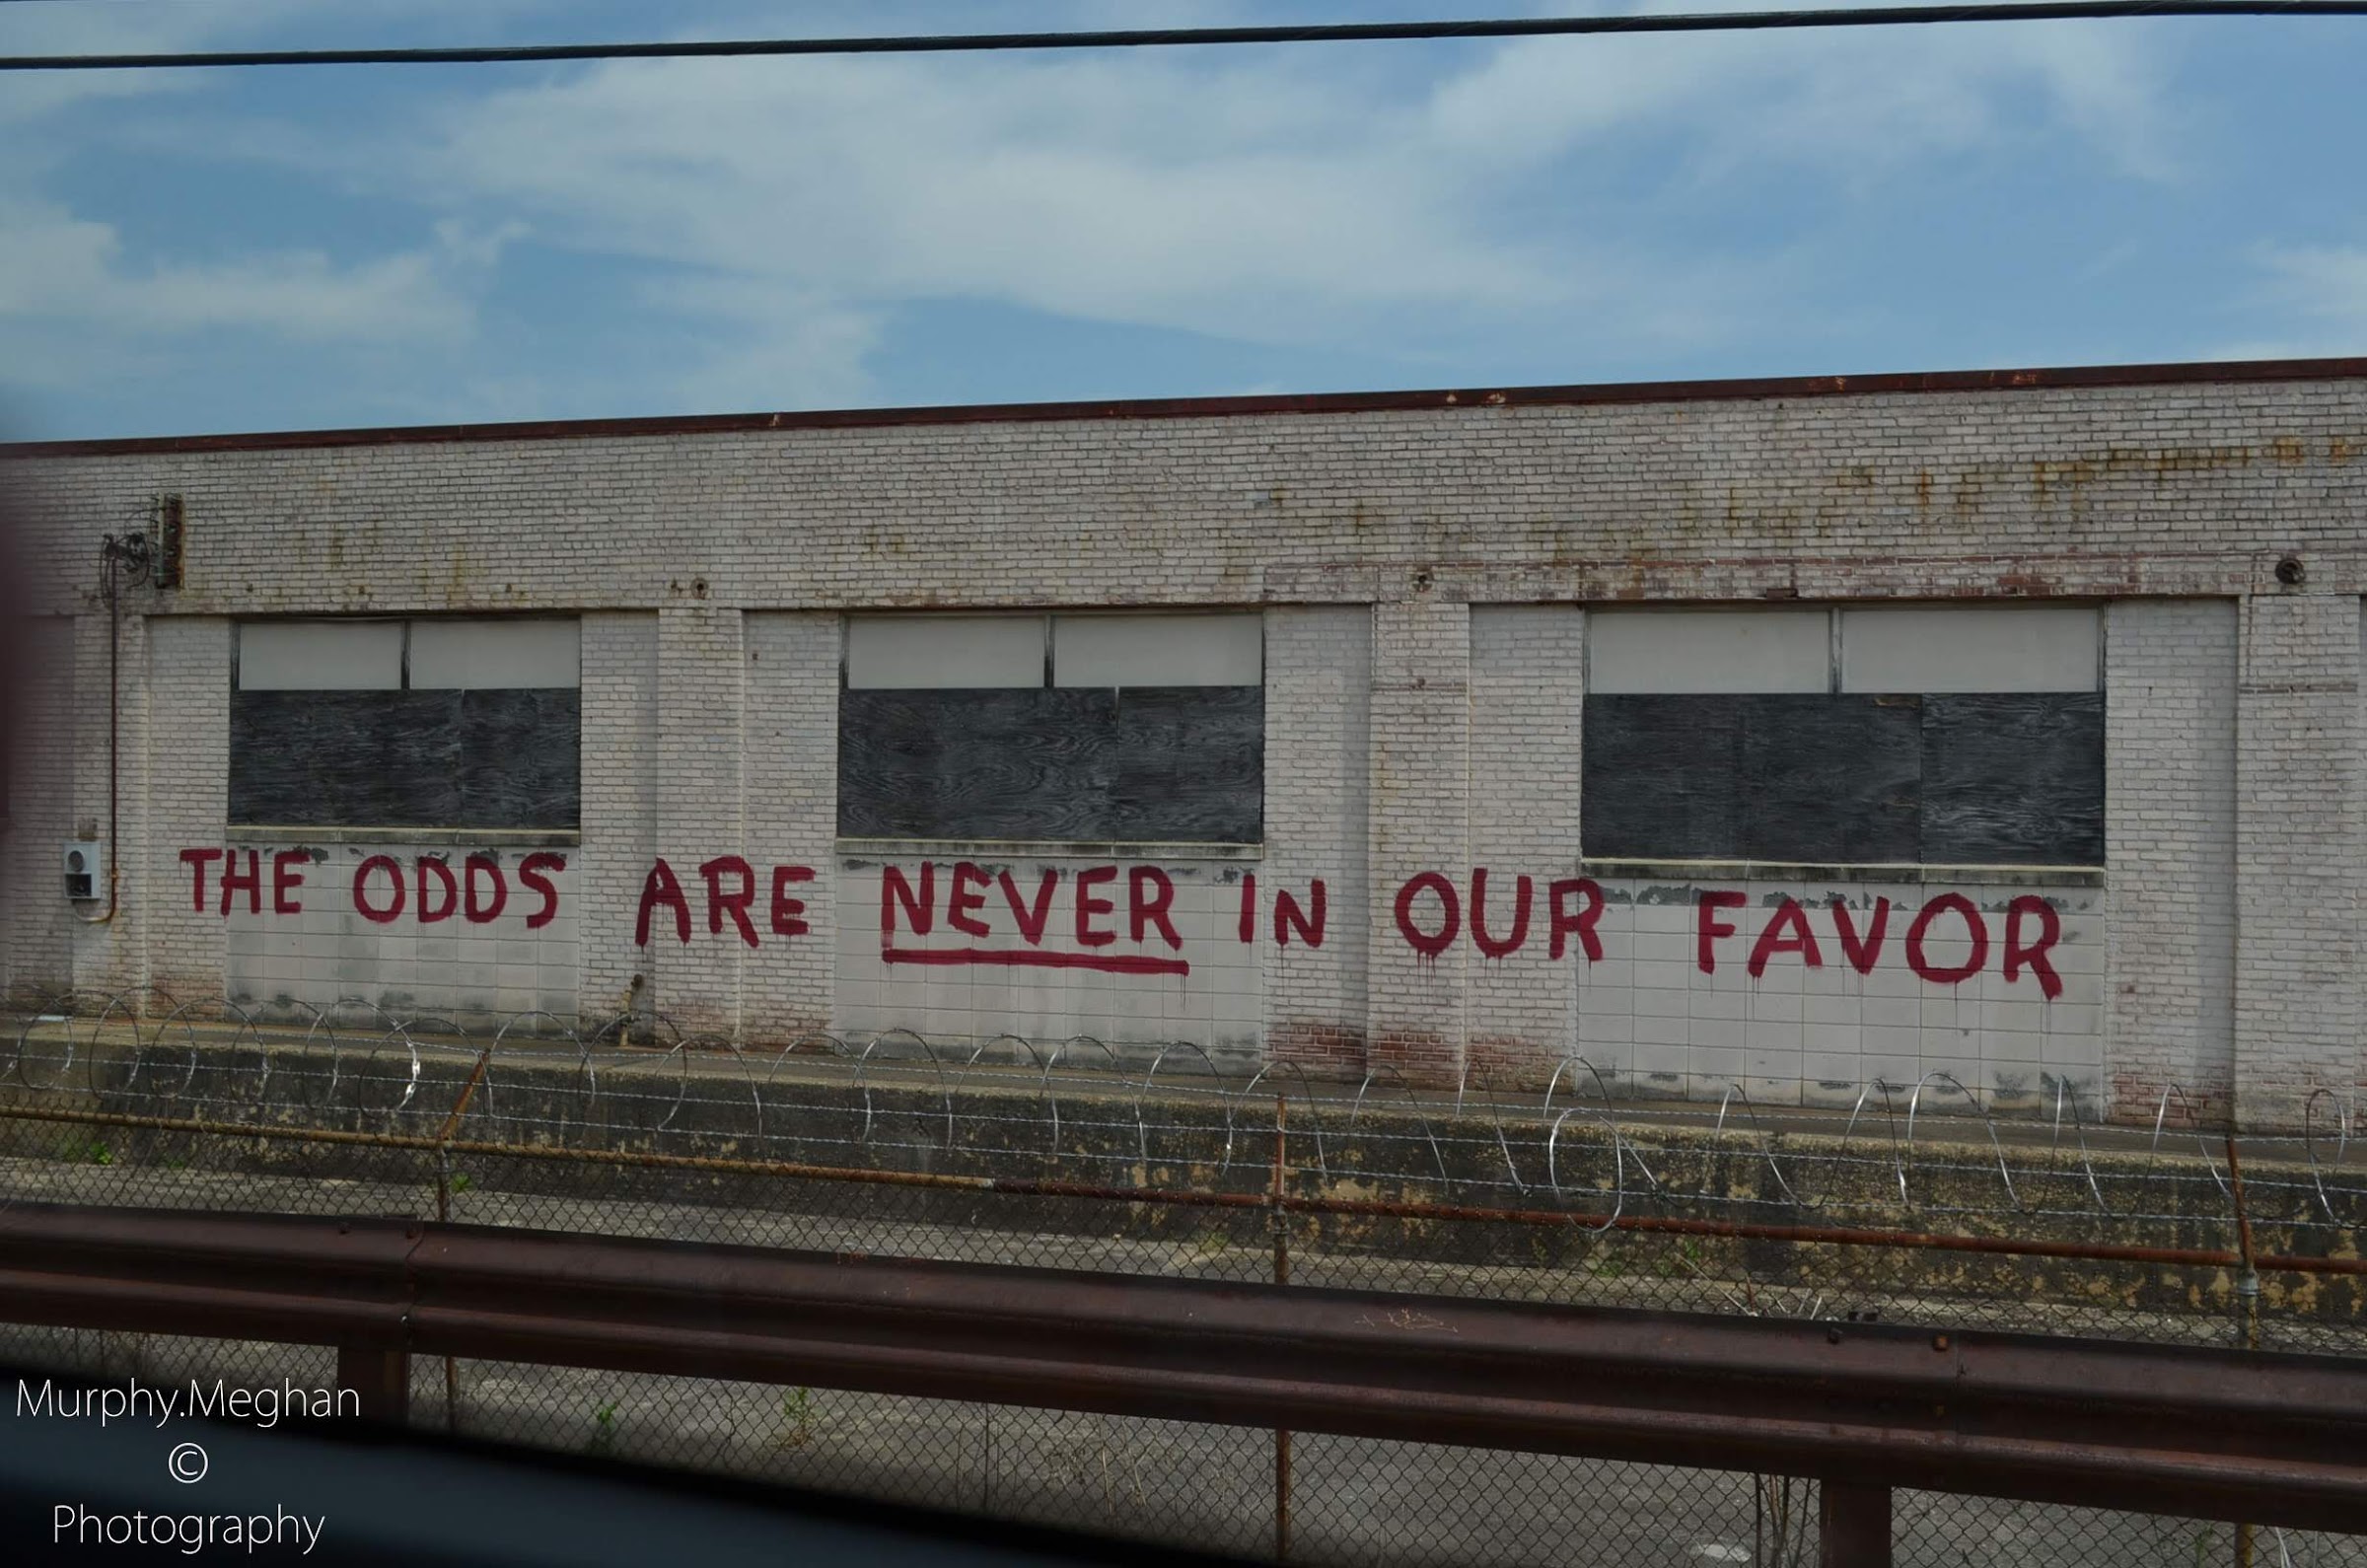 THE ODDS ARE NEVER IN OUR FAVOR
Murphy.Meghan
©
Photography